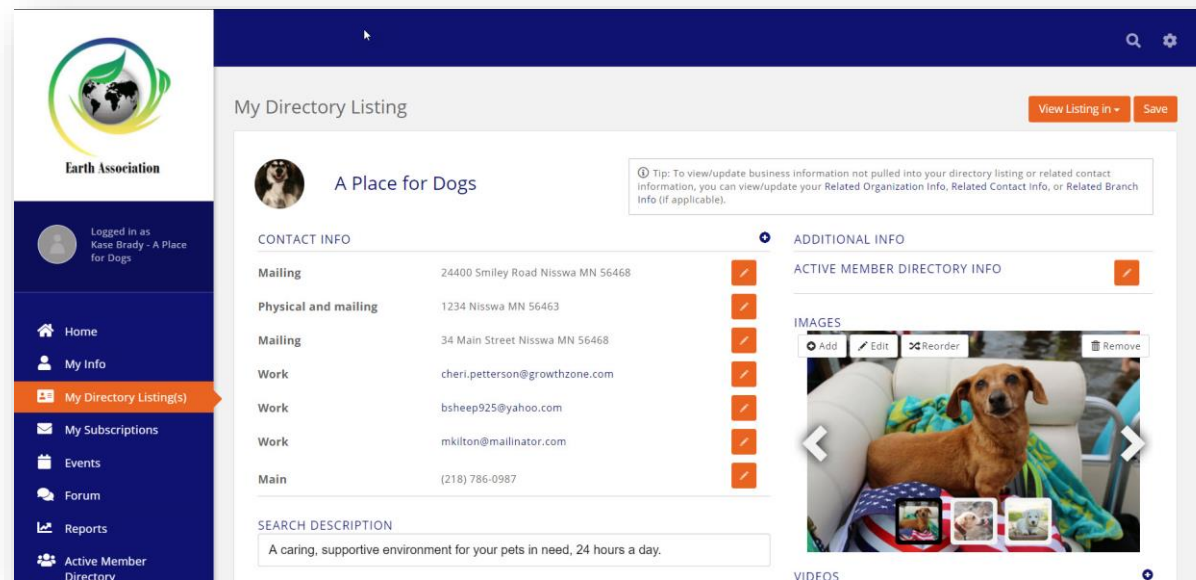 Earth Association
Logged in as
Kase Brady - A Place
for Dogs
Home
My Info
My Directory Listing(s)
My Subscriptions
Events
Forum
Reports
Active Member
Directory
My Directory Listing
View Listing in
Save
A Place for Dogs
Tip: To view/update business information not pulled into your directory listing or related contact
information, you can view/update your Related Organization Info, Related Contact Info, or Related Branch
Info (if applicable).
CONTACT INFO
Mailing 24400 Smiley Road Nisswa MN 56468
Physical and mailing 1234 Nisswa MN 56463
Mailing 34 Main Street Nisswa MN 56468
Work cheri.petterson@growthzone.com
Work bsheep925@yahoo.com
Work mkilton@mailinator.com
Main (218) 786-0987
SEARCH DESCRIPTION
A caring, supportive environment for your pets in need, 24 hours a day.
ADDITIONAL INFO
ACTIVE MEMBER DIRECTORY INFO
IMAGES
Add Edit Reorder Remove
VIDEOS